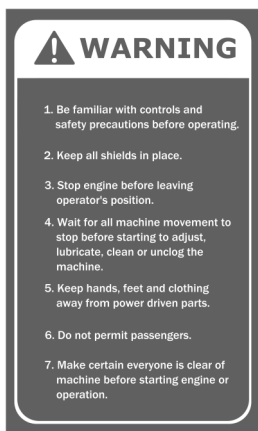 WARNING
1. Be familiar with controls and
safety precautions before operating.
2. Keep all shields in place.
3. Stop engine before leaving
operator's position.
4. Wait for all machine movement to
stop before starting to adjust,
lubricate, clean or unclog the
machine.
5. Keep hands, feet and clothing
away from power driven parts.
6. Do not permit passengers.
7. Make certain everyone is clear of
machine before starting engine or
operation.